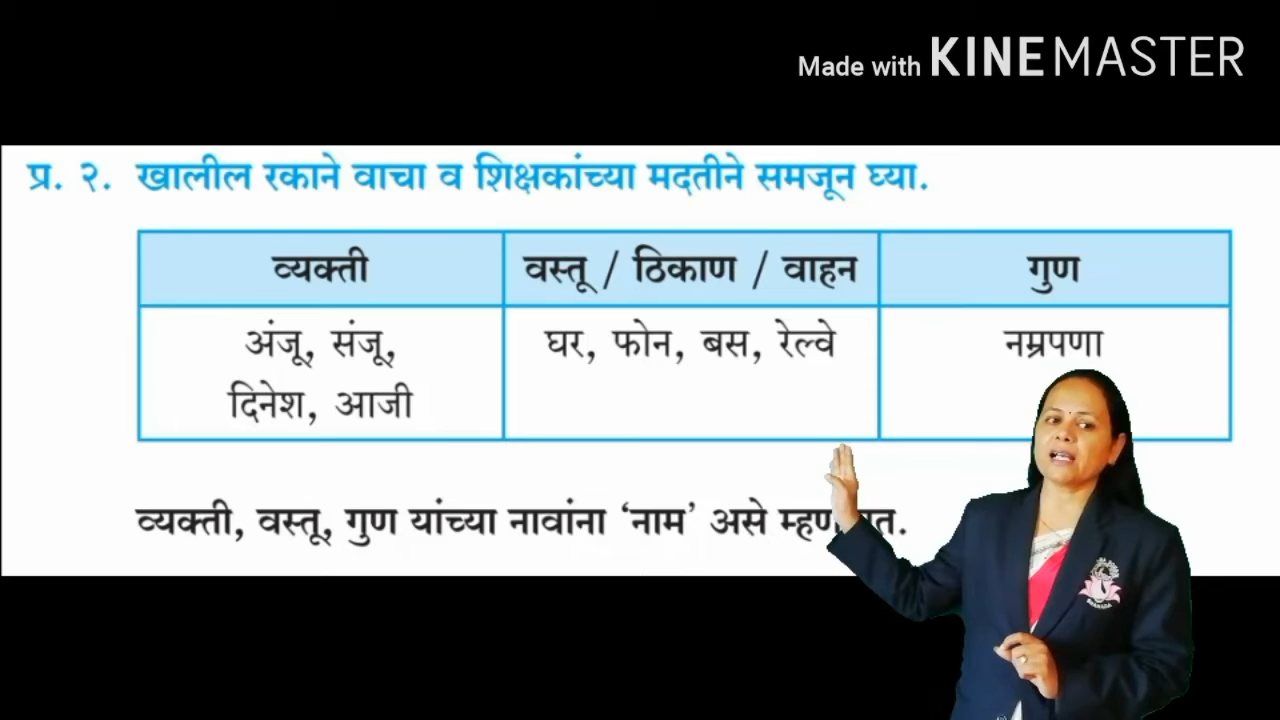 Made with KINEMASTER
प्र. २. खालील रकाने वाचा व शिक्षकांच्या मदतीने समजून घ्या.
व्यक्ती वस्तू / ठिकाण / वाहन गुण
अंजू, संजू, घर, फोन, बस, रेल्वे नम्रपणा
दिनेश, आजी
व्यक्ती, वस्तू, गुण यांच्या नावांना ‘नाम’ असे